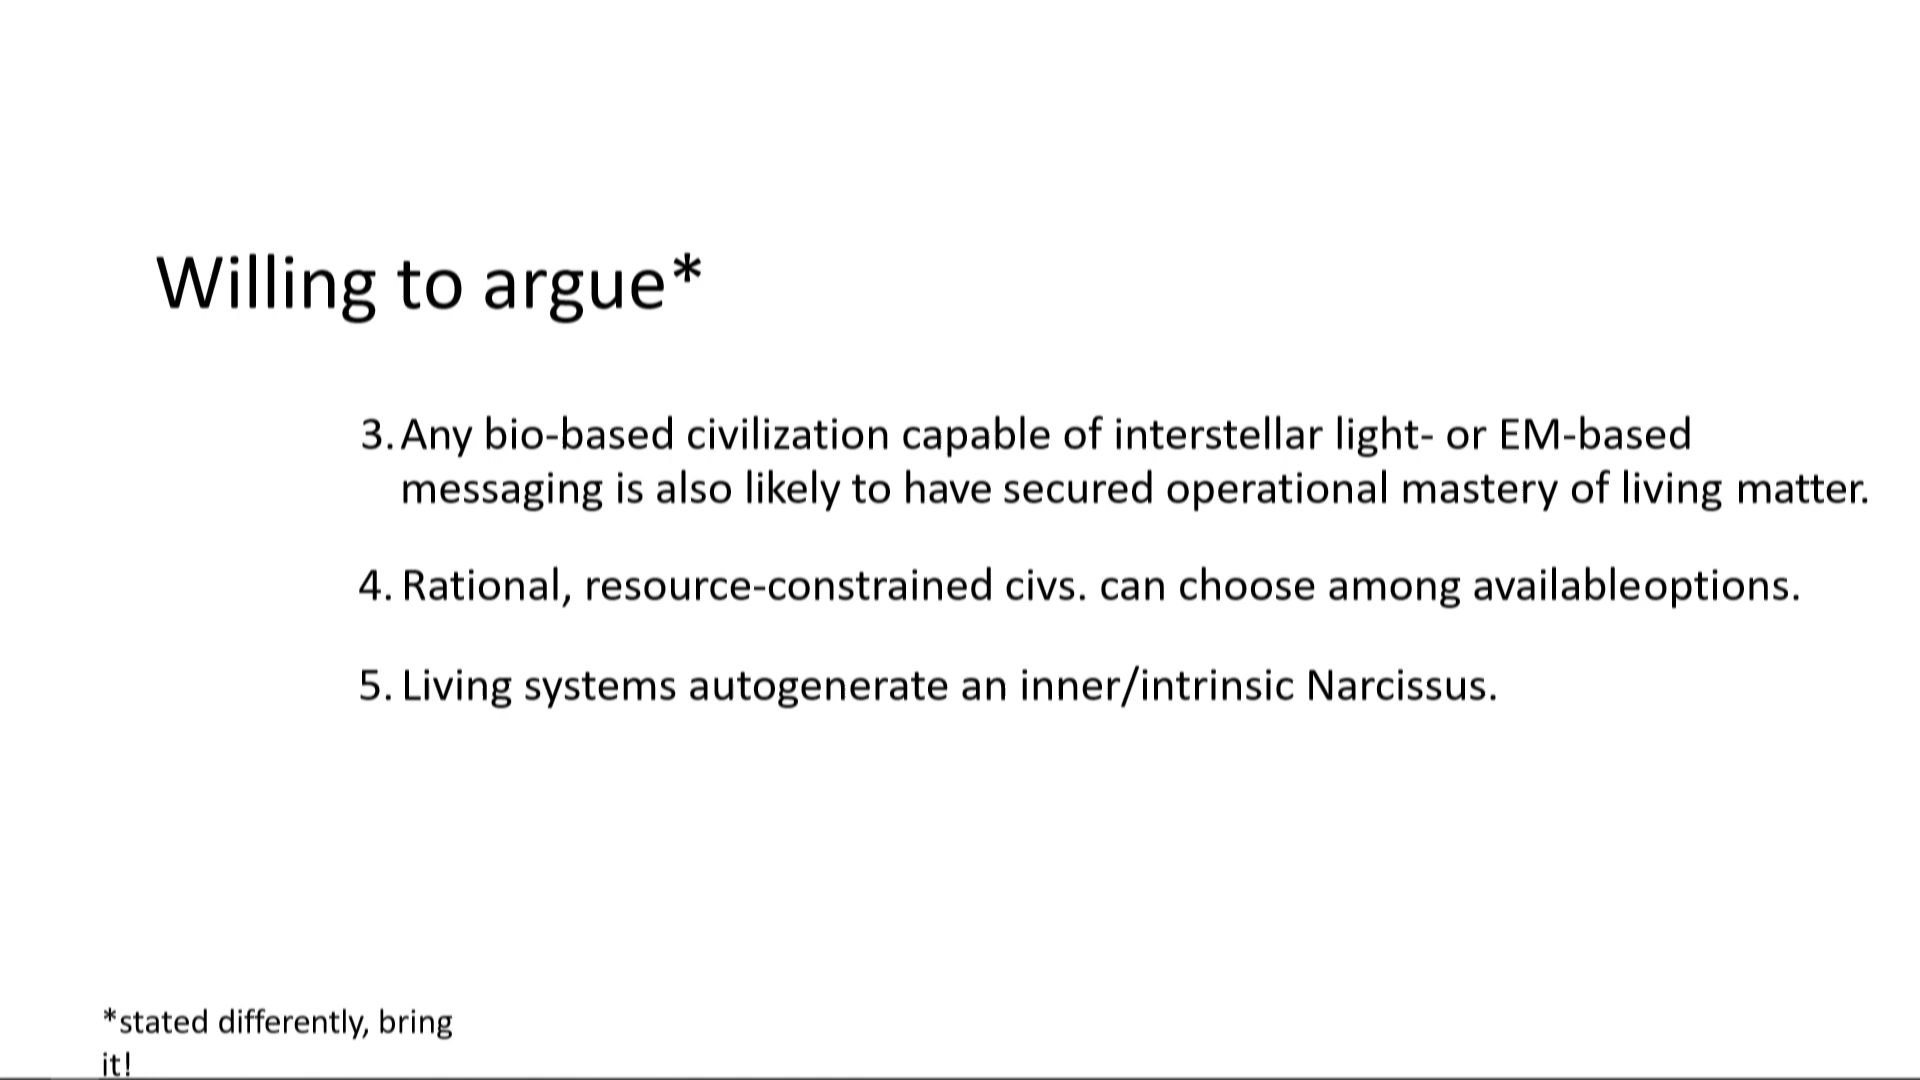 Willing to argue*
3. Any bio-based civilization capable of interstellar light- or EM-based
messaging is also likely to have secured operational mastery of living matter.
4. Rational, resource-constrained civs. can choose among availableoptions.
5. Living systems autogenerate an inner/intrinsic Narcissus.
*stated differently, bring
it!